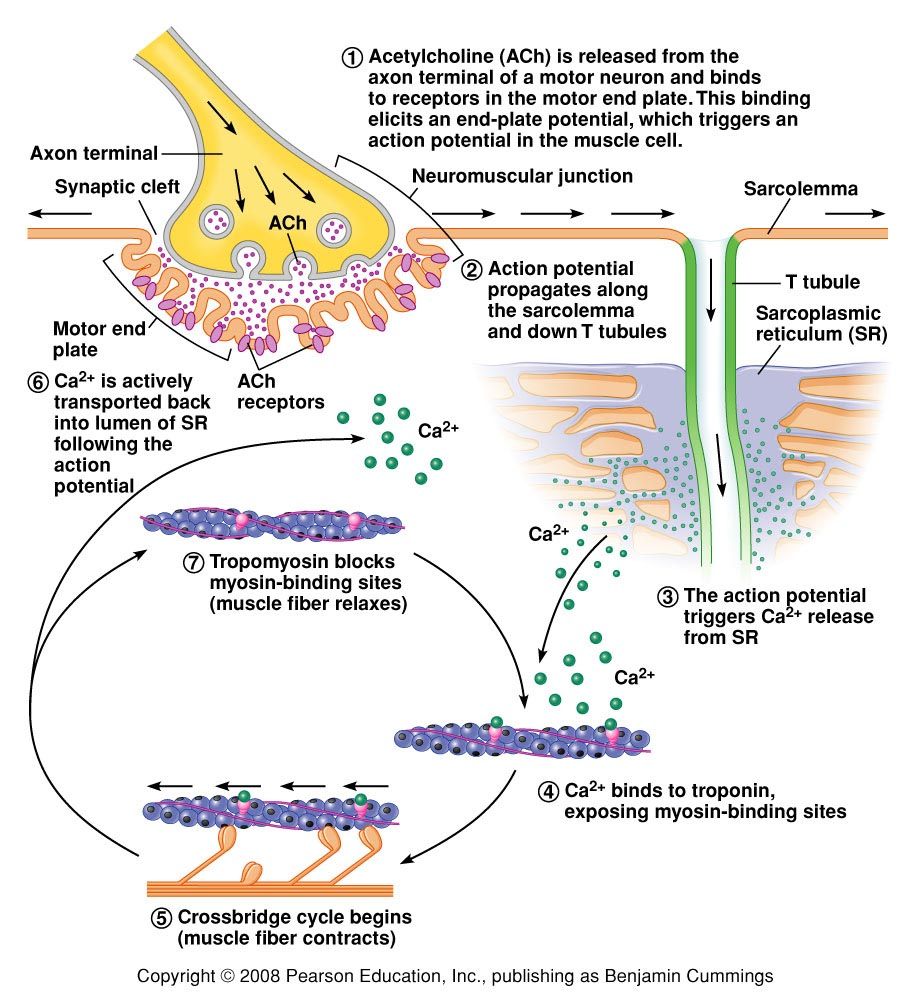 ① Acetylcholine (ACh) is released from the
axon terminal of a motor neuron and binds
to receptors in the motor end plate. This binding
elicits an end-plate potential, which triggers an
action potential in the muscle cell.
Axon terminal
Synaptic cleft
ACh
Neuromuscular junction
Sarcolemma
② Action potential
propagates along
the sarcolemma
and down T tubules
T tubule
Sarcoplasmic
reticulum (SR)
Motor end
plate
ACh
receptors
⑥ Ca²⁺ is actively
transported back
into lumen of SR
following the
action
potential
Ca²⁺
Ca²⁺
⑦ Tropomyosin blocks
myosin-binding sites
(muscle fiber relaxes)
③ The action potential
triggers Ca²⁺ release
from SR
Ca²⁺
④ Ca²⁺ binds to troponin,
exposing myosin-binding sites
⑤ Crossbridge cycle begins
(muscle fiber contracts)
Copyright © 2008 Pearson Education, Inc., publishing as Benjamin Cummings